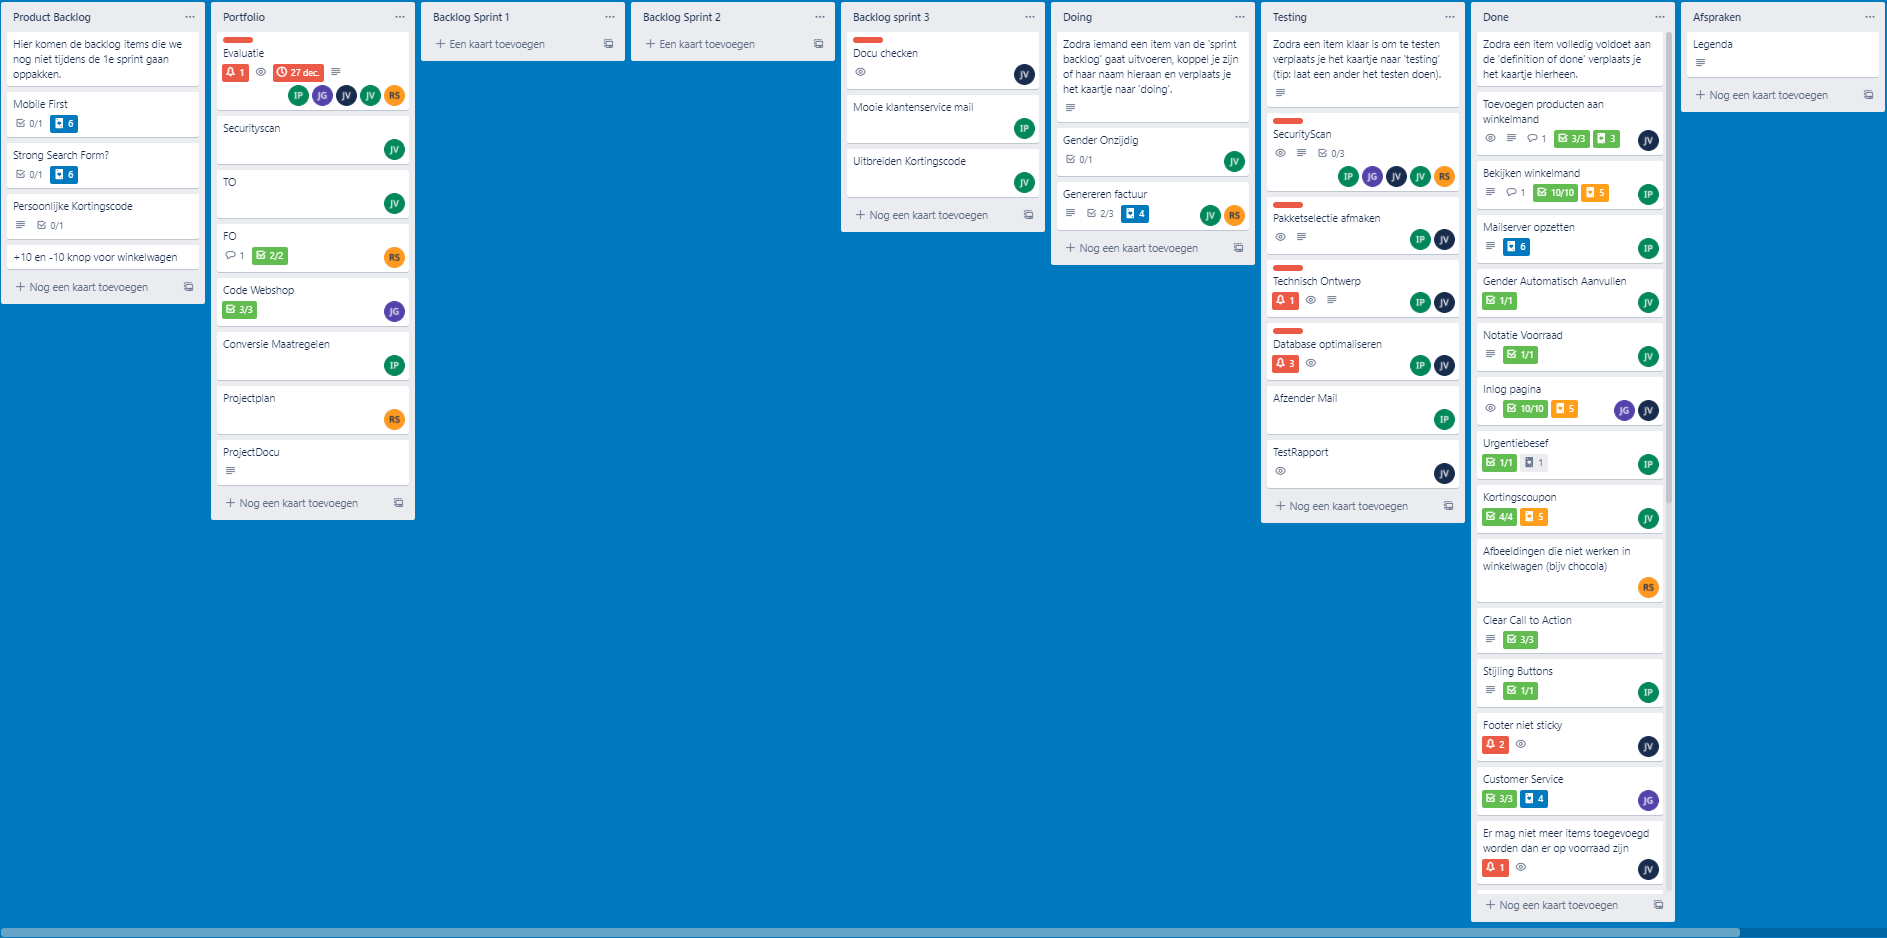 Product Backlog
Hier komen de backlog items die we
nog niet tijdens de 1e sprint gaan
oppakken.
Mobile First
0/1 6
Strong Search Form?
0/1 6
Persoonlijke Kortingscode
0/1
+10 en -10 knop voor winkelwagen
+ Nog een kaart toevoegen
Portfolio
Evaluatie
1 27 dec.
IP JG JV JV RS
Securityscan
JV
TO
JV
FO
1 2/2
RS
Code Webshop
3/3
JG
Conversie Maatregelen
IP
Projectplan
RS
ProjectDocu
+ Nog een kaart toevoegen
Backlog Sprint 1
+ Een kaart toevoegen
Backlog Sprint 2
+ Een kaart toevoegen
Backlog sprint 3
Docu checken
JV
Mooie klantenservice mail
IP
Uitbreiden Kortingscode
JV
+ Nog een kaart toevoegen
Doing
Zodra iemand een item van de 'sprint
backlog' gaat uitvoeren, koppel je zijn
of haar naam hieraan en verplaats je
het kaartje naar 'doing'.
Gender Onzijdig
0/1
JV
Genereren factuur
2/3 4
JV RS
+ Nog een kaart toevoegen
Testing
Zodra een item klaar is om te testen
verplaats je het kaartje naar 'testing'
(tip: laat een ander het testen doen).
SecurityScan
0/3
IP JG JV JV RS
Pakketselectie afmaken
IP JV
Technisch Ontwerp
1
IP JV
Database optimaliseren
3
IP JV
Afzender Mail
IP
TestRapport
JV
+ Nog een kaart toevoegen
Done
Zodra een item volledig voldoet aan
de 'definition of done' verplaats je
het kaartje hierheen.
Toevoegen producten aan
winkelmand
1 3/3 3
JV
Bekijken winkelmand
1 10/10 5
IP
Mailserver opzetten
6
IP
Gender Automatisch Aanvullen
1/1
JV
Notatie Voorraad
1/1
JV
Inlog pagina
10/10 5
JG JV
Urgentiebesef
1/1 1
IP
Kortingscoupon
4/4 5
JV
Afbeeldingen die niet werken in
winkelwagen (bijv chocola)
RS
Clear Call to Action
3/3
Stijling Buttons
1/1
IP
Footer niet sticky
2
JV
Customer Service
3/3 4
JG
Er mag niet meer items toegevoegd
worden dan er op voorraad zijn
1
JV
+ Nog een kaart toevoegen
Afspraken
Legenda
+ Nog een kaart toevoegen